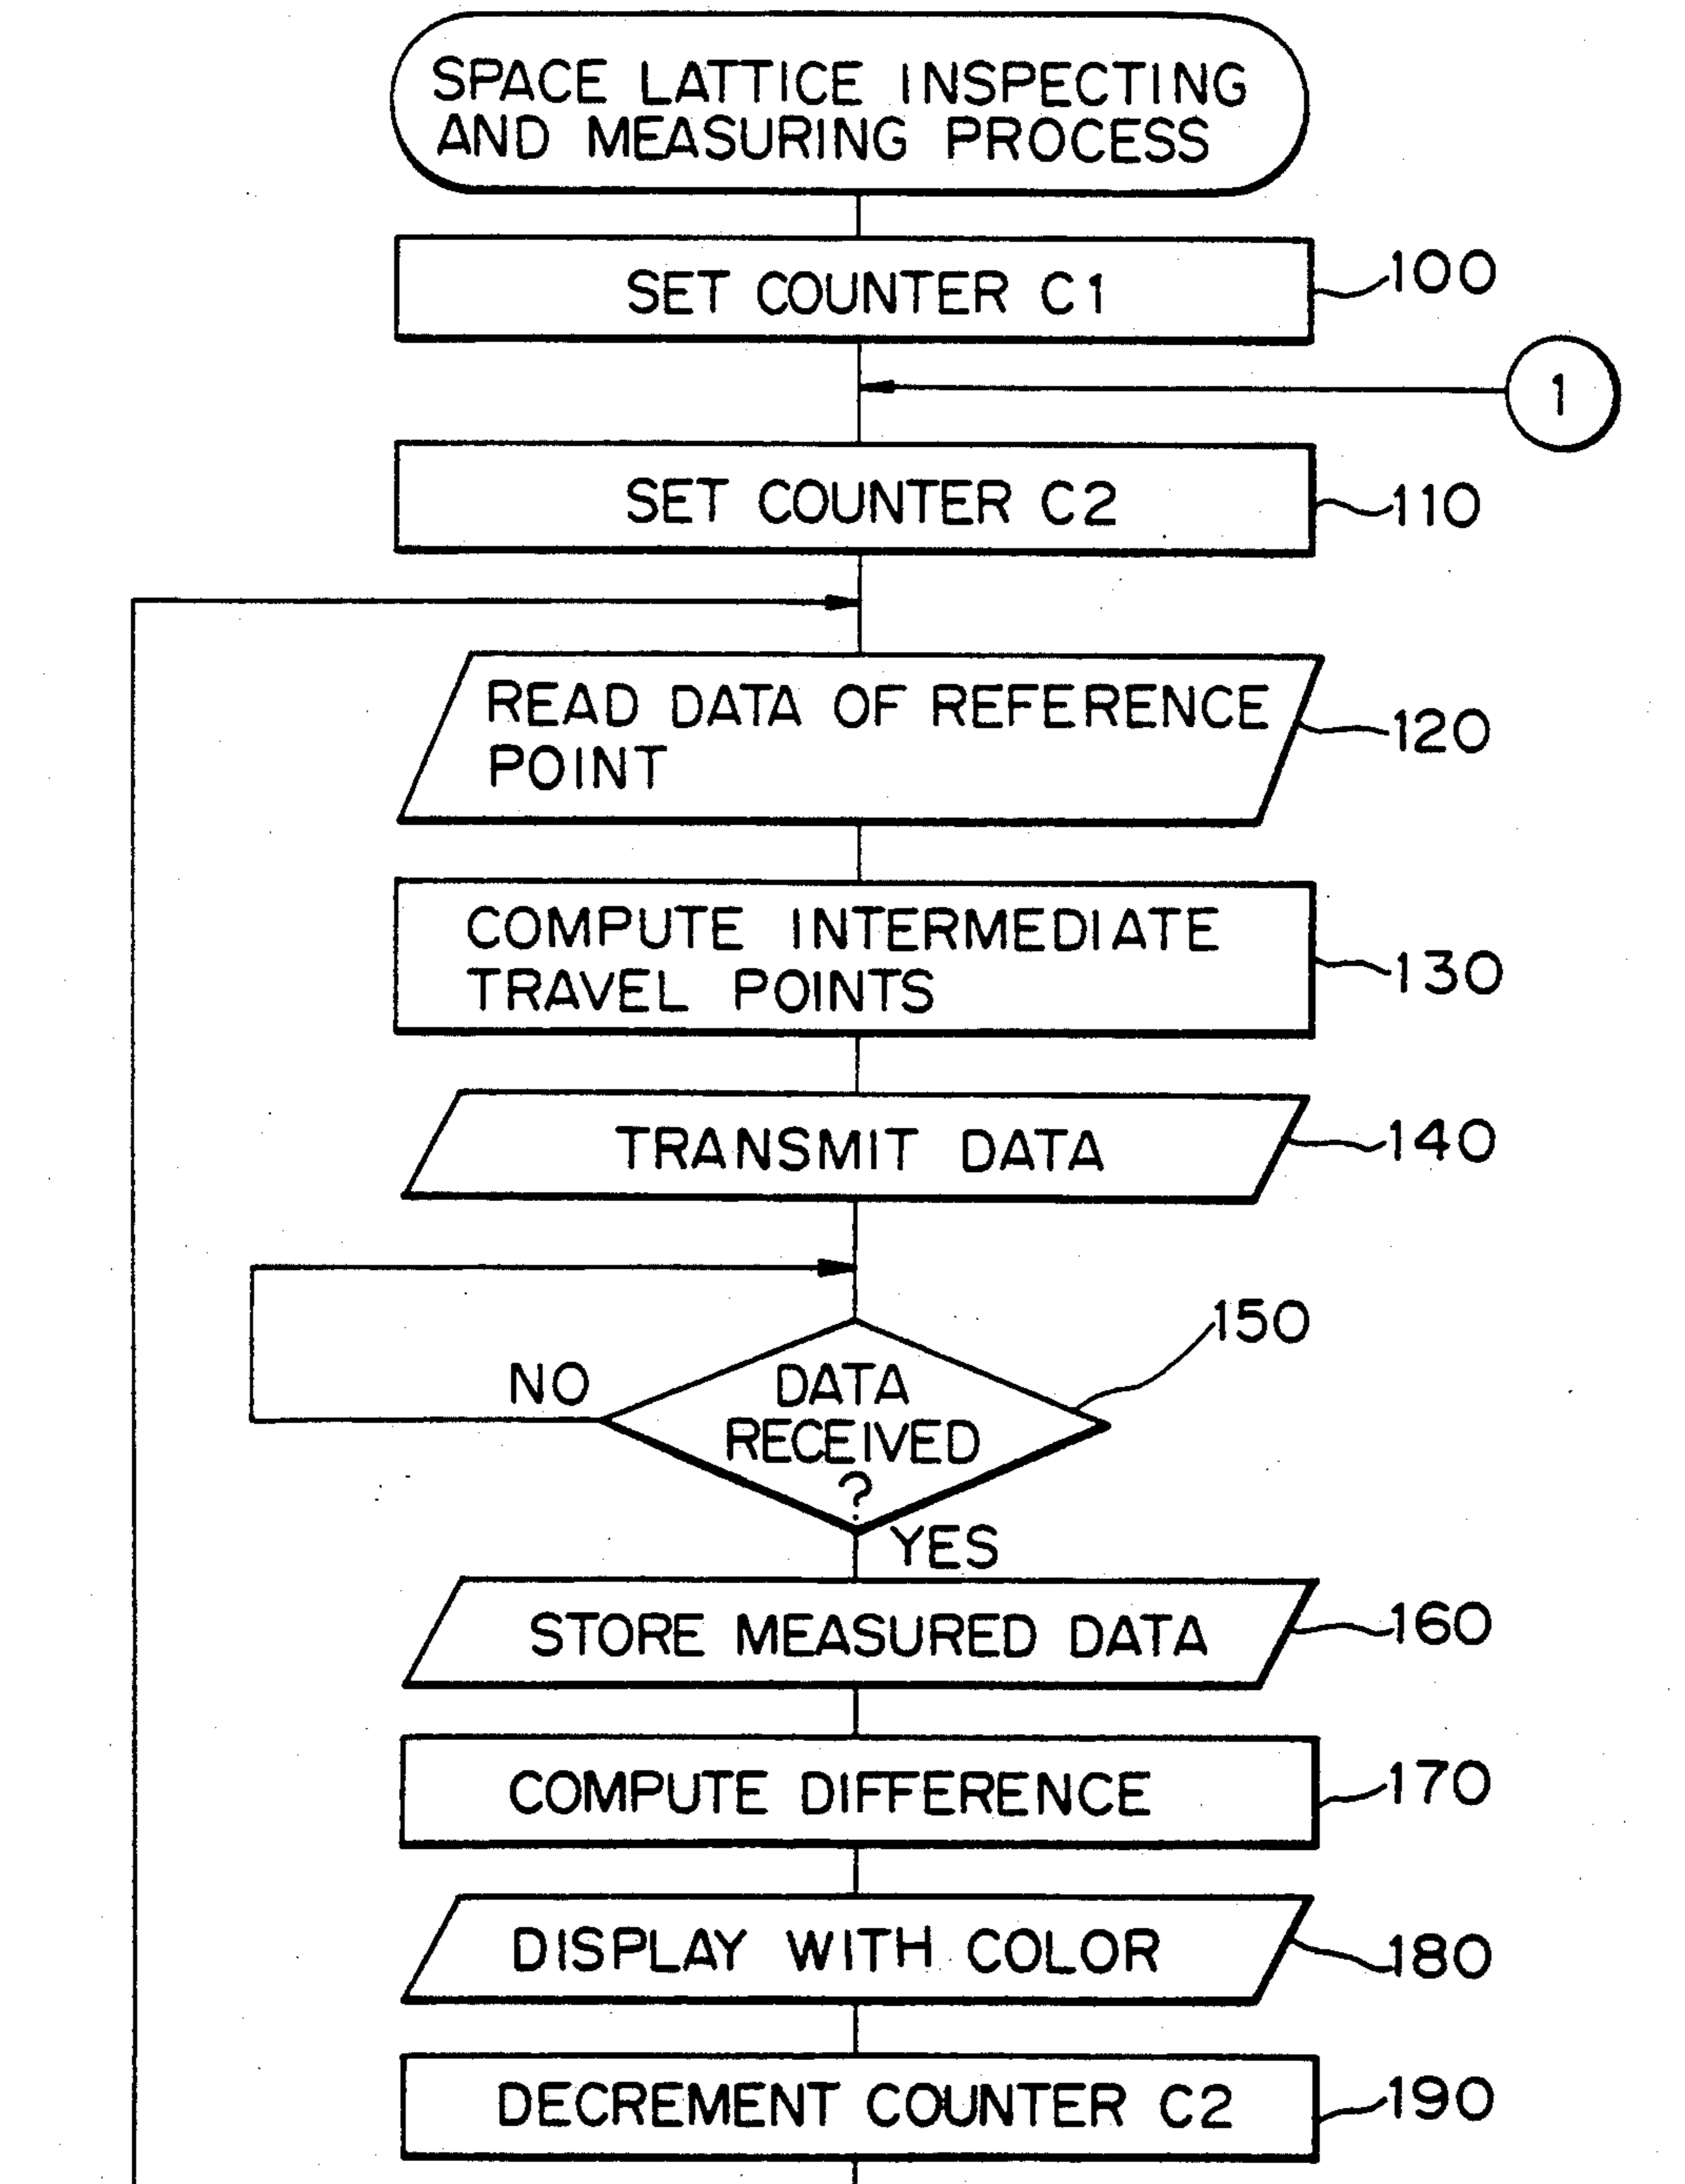 SPACE LATTICE INSPECTING
AND MEASURING PROCESS
SET COUNTER C1
100
1
SET COUNTER C2
110
READ DATA OF REFERENCE
POINT
120
COMPUTE INTERMEDIATE
TRAVEL POINTS
130
TRANSMIT DATA
140
150
NO
DATA
RECEIVED
?
YES
STORE MEASURED DATA
160
COMPUTE DIFFERENCE
170
DISPLAY WITH COLOR
180
DECREMENT COUNTER C2
190